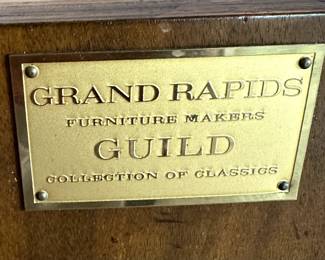 GRAND RAPIDS
FURNITURE MAKERS
GUILD
COLLECTION OF CLASSICS